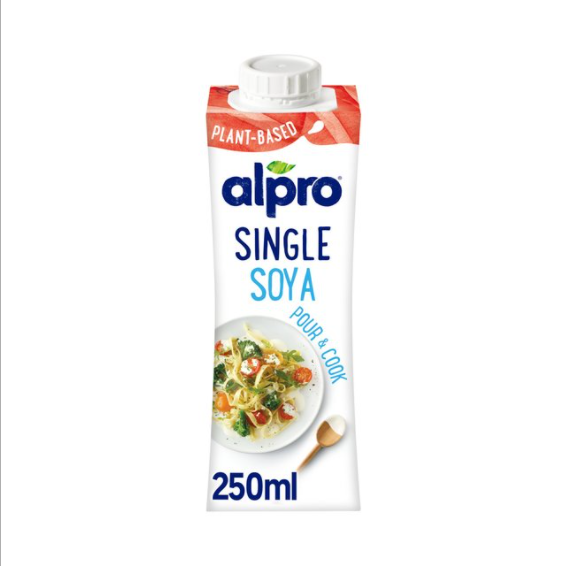 PLANT-BASED
alpro®
SINGLE
SOYA
POUR & COOK
250ml